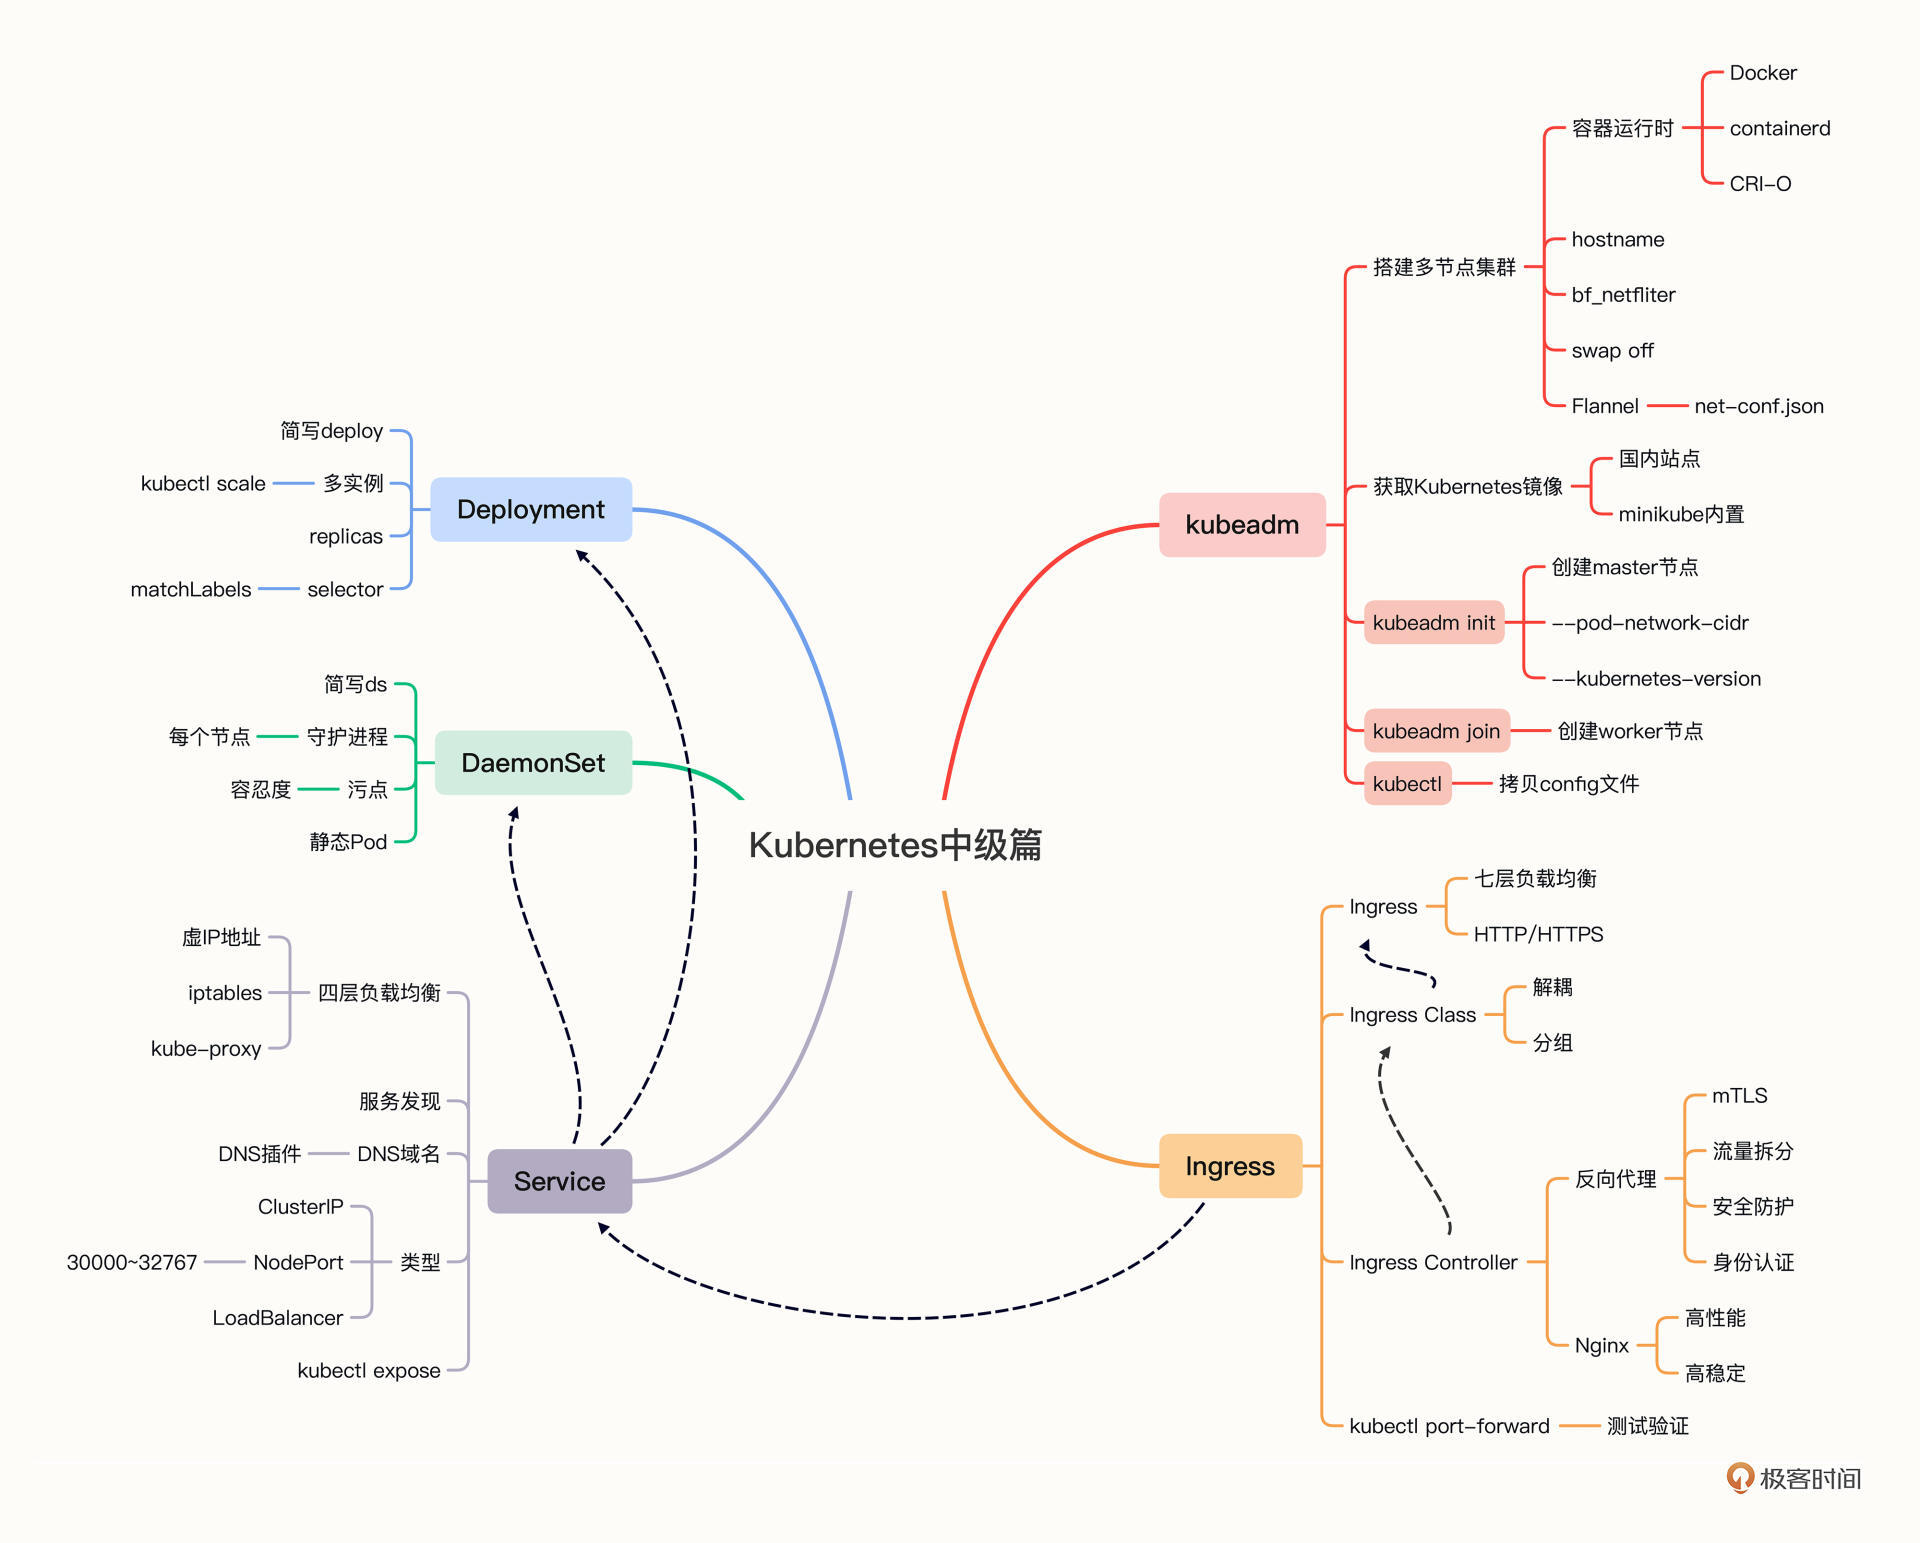 Kubernetes中级篇
kubeadm
搭建多节点集群
容器运行时
Docker
containerd
CRI-O
hostname
bf_netfliter
swap off
Flannel
net-conf.json
获取Kubernetes镜像
国内站点
minikube内置
kubeadm init
创建master节点
--pod-network-cidr
--kubernetes-version
kubeadm join
创建worker节点
kubectl
拷贝config文件
Deployment
简写deploy
多实例
kubectl scale
replicas
selector
matchLabels
DaemonSet
简写ds
守护进程
每个节点
污点
容忍度
静态Pod
Service
四层负载均衡
虚IP地址
iptables
kube-proxy
服务发现
DNS域名
DNS插件
类型
ClusterIP
NodePort
30000~32767
LoadBalancer
kubectl expose
Ingress
Ingress
七层负载均衡
HTTP/HTTPS
Ingress Class
解耦
分组
Ingress Controller
反向代理
mTLS
流量拆分
安全防护
身份认证
Nginx
高性能
高稳定
kubectl port-forward
测试验证
极客时间